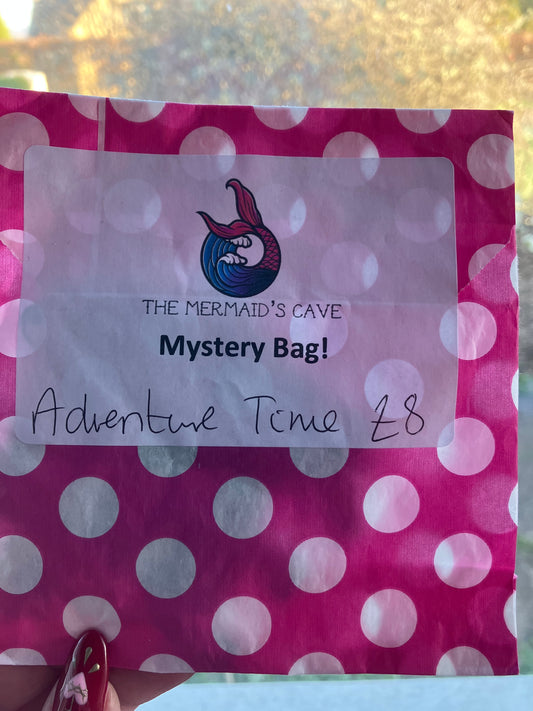 THE MERMAID'S CAVE
Mystery Bag!
Adventure Time £8